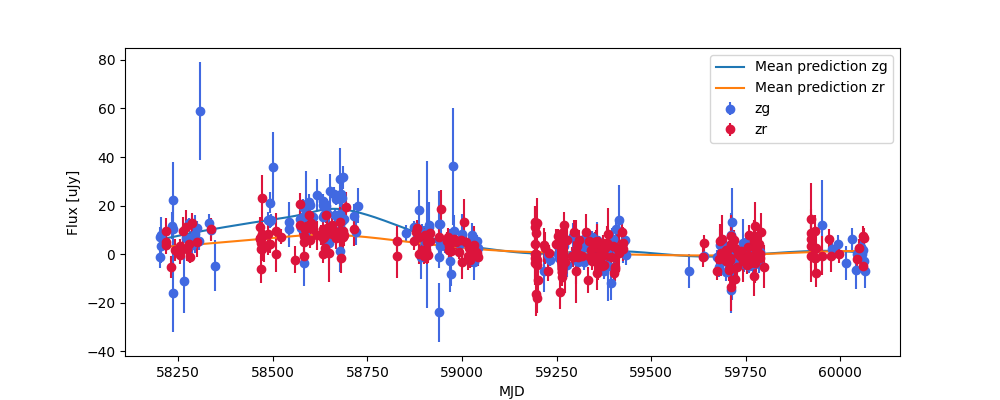 80
60
40
20
0
−20
−40
Flux [uJy]
58250
58500
58750
59000
59250
59500
59750
60000
MJD
Mean prediction zg
Mean prediction zr
zg
zr